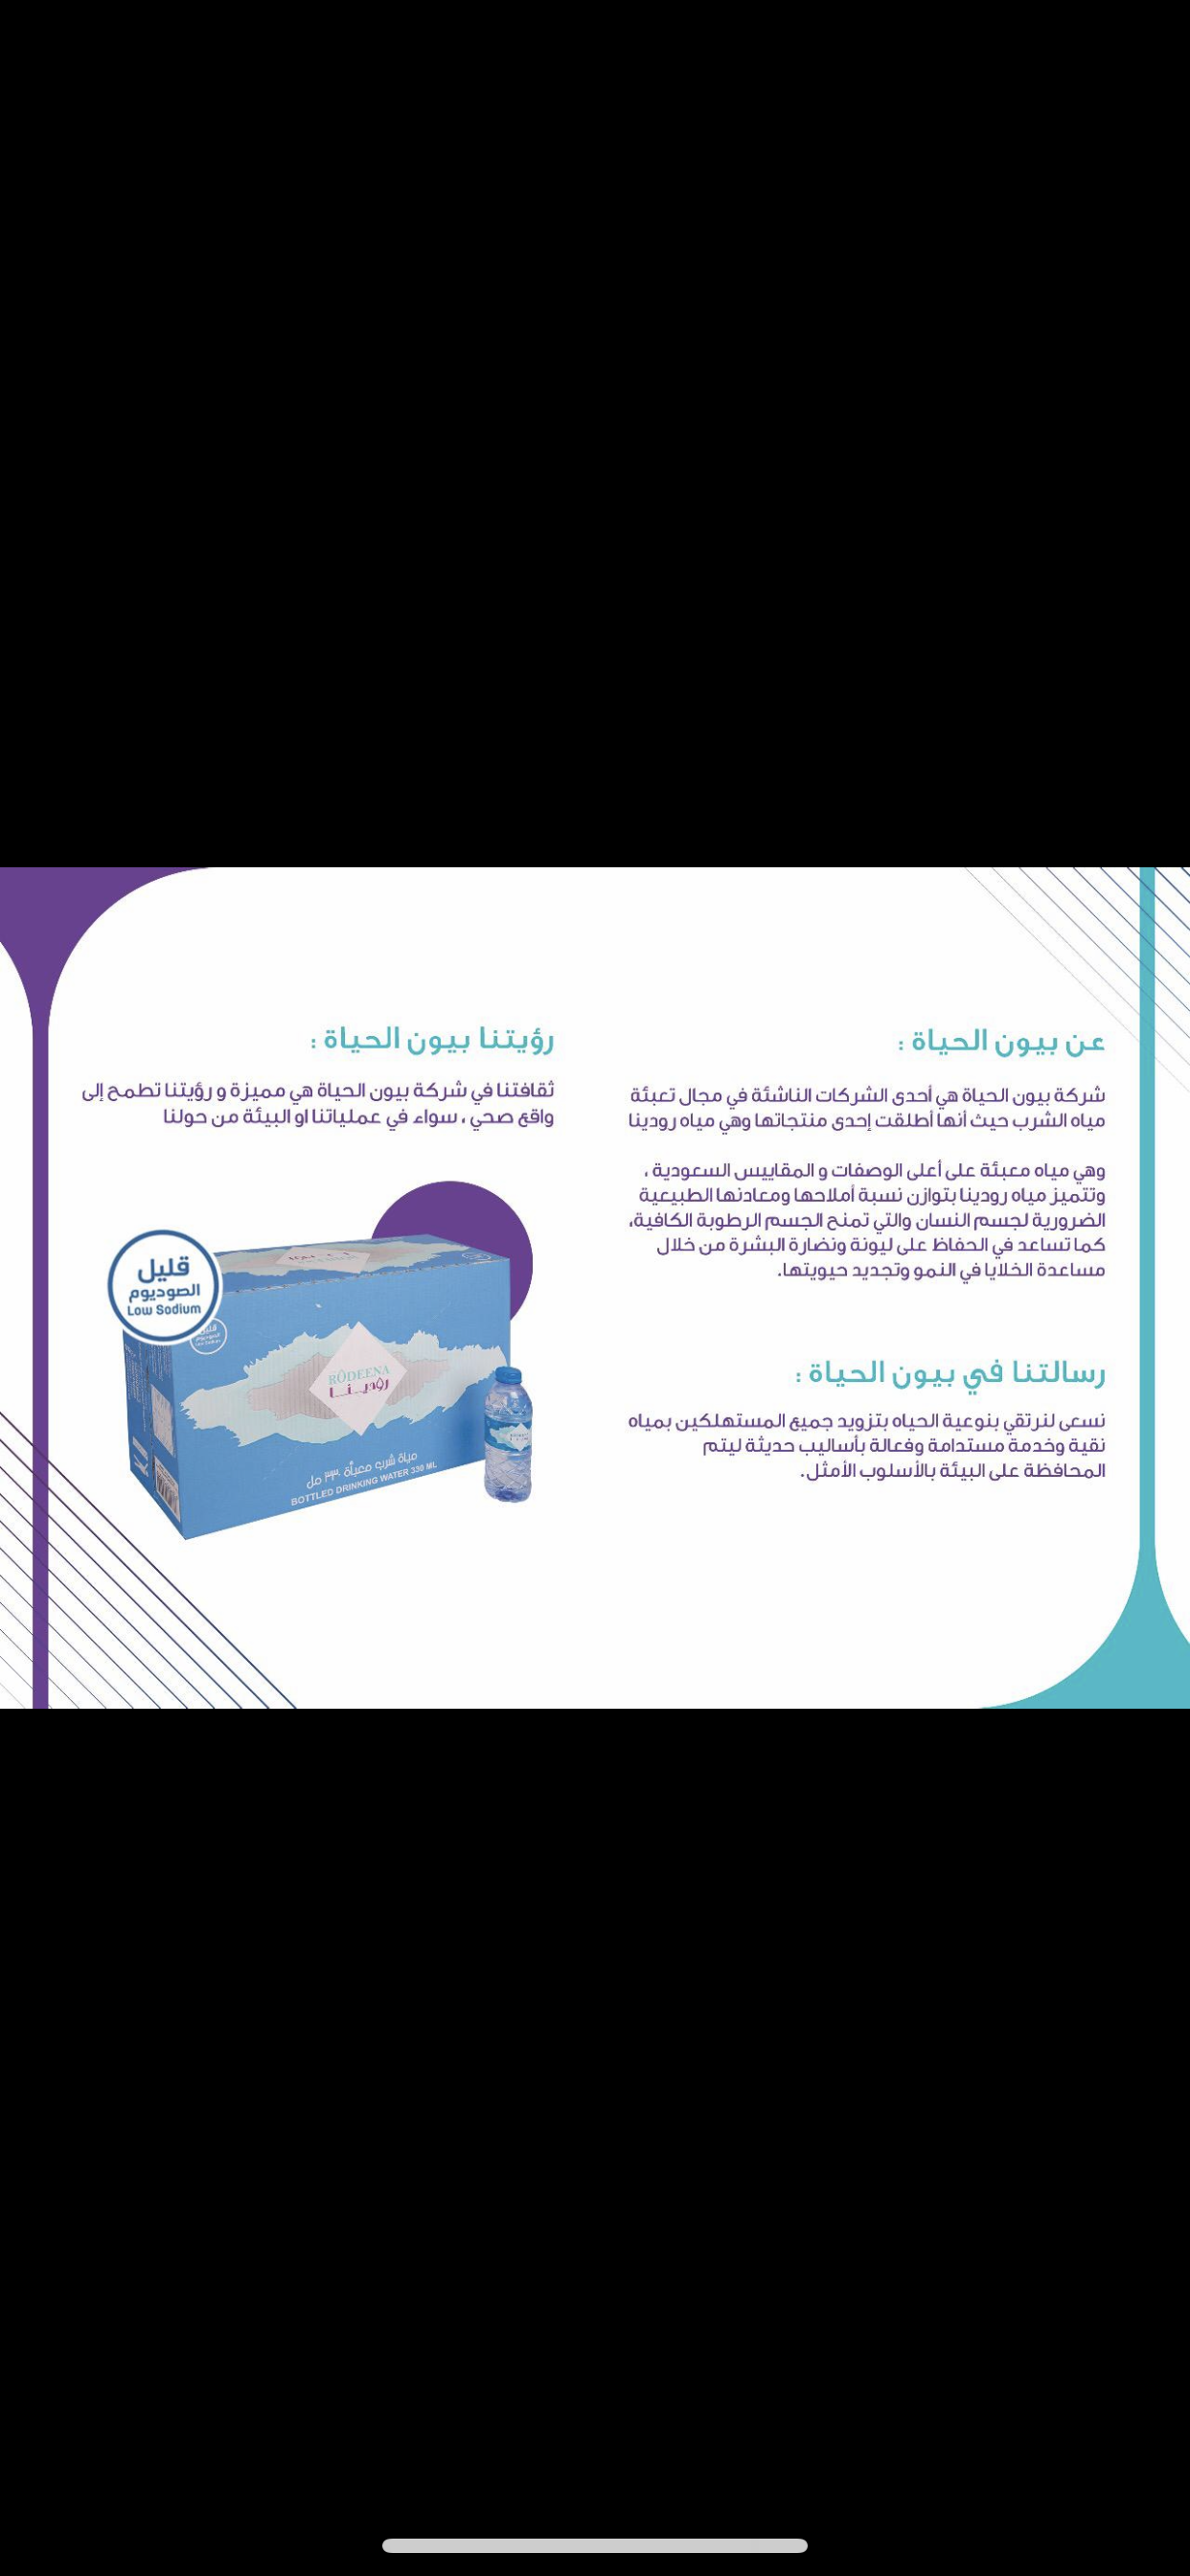 عن بيون الحياة :
شركة بيون الحياة هي أحدى الشركات الناشئة في مجال تعبئة
مياه الشرب حيث أنها أطلقت إحدى منتجاتها وهي مياه رودينا
وهي مياه معبئة على أعلى الوصفات و المقاييس السعودية ،
وتتميز مياه رودينا بتوازن نسبة أملاحها ومعادنها الطبيعية
الضرورية لجسم النسان والتي تمنح الجسم الرطوبة الكافية،
كما تساعد في الحفاظ على ليونة ونضارة البشرة من خلال
مساعدة الخلايا في النمو وتجديد حيويتها.
رسالتنا في بيون الحياة :
نسعى لنرتقي بنوعية الحياه بتزويد جميع المستهلكين بمياه
نقية وخدمة مستدامة وفعالة بأساليب حديثة ليتم
المحافظة على البيئة بالأسلوب الأمثل.
رؤيتنا بيون الحياة :
ثقافتنا في شركة بيون الحياة هي مميزة و رؤيتنا تطمح إلى
واقع صحي ، سواء في عملياتنا او البيئة من حولنا
قليل
الصوديوم
Low Sodium
RÔDEENA
رودينا
مياة شرب معبأة ٣٣٠ مل
BOTTLED DRINKING WATER 330 ML